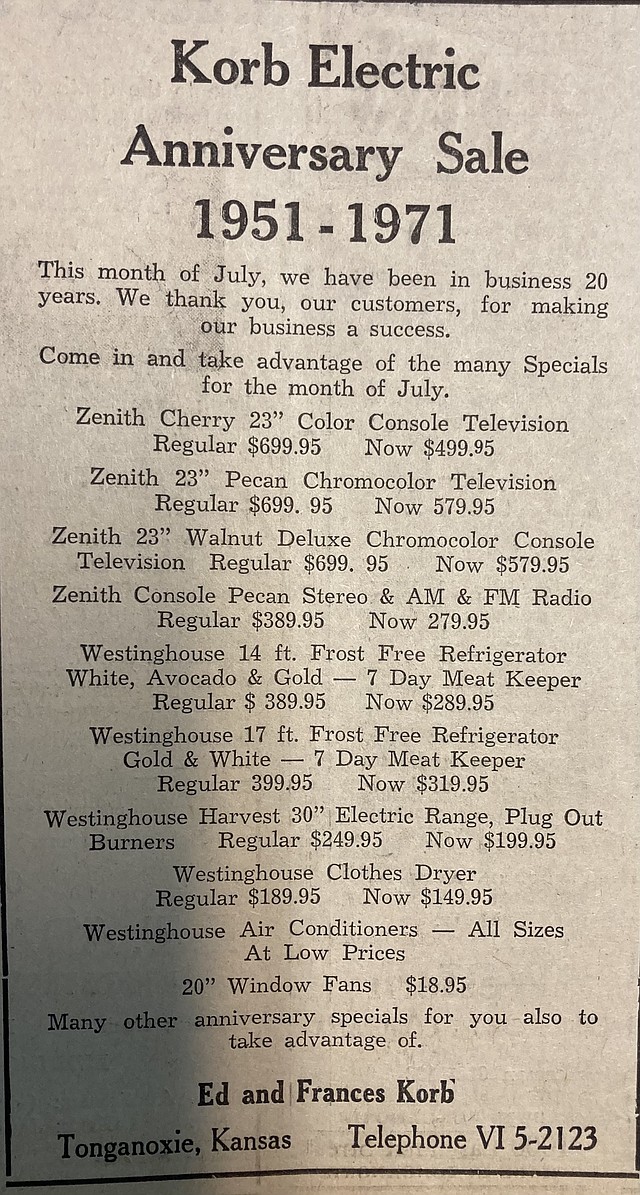 Korb Electric
Anniversary Sale
1951 - 1971
This month of July, we have been in business 20
years. We thank you, our customers, for making
our business a success.
Come in and take advantage of the many Specials
for the month of July.
Zenith Cherry 23” Color Console Television
Regular $699.95 Now $499.95
Zenith 23” Pecan Chromocolor Television
Regular $699. 95 Now 579.95
Zenith 23” Walnut Deluxe Chromocolor Console
Television Regular $699. 95 Now $579.95
Zenith Console Pecan Stereo & AM & FM Radio
Regular $389.95 Now 279.95
Westinghouse 14 ft. Frost Free Refrigerator
White, Avocado & Gold — 7 Day Meat Keeper
Regular $ 389.95 Now $289.95
Westinghouse 17 ft. Frost Free Refrigerator
Gold & White — 7 Day Meat Keeper
Regular 399.95 Now $319.95
Westinghouse Harvest 30” Electric Range, Plug Out
Burners Regular $249.95 Now $199.95
Westinghouse Clothes Dryer
Regular $189.95 Now $149.95
Westinghouse Air Conditioners — All Sizes
At Low Prices
20” Window Fans $18.95
Many other anniversary specials for you also to
take advantage of.
Ed and Frances Korb
Tonganoxie, Kansas Telephone VI 5-2123